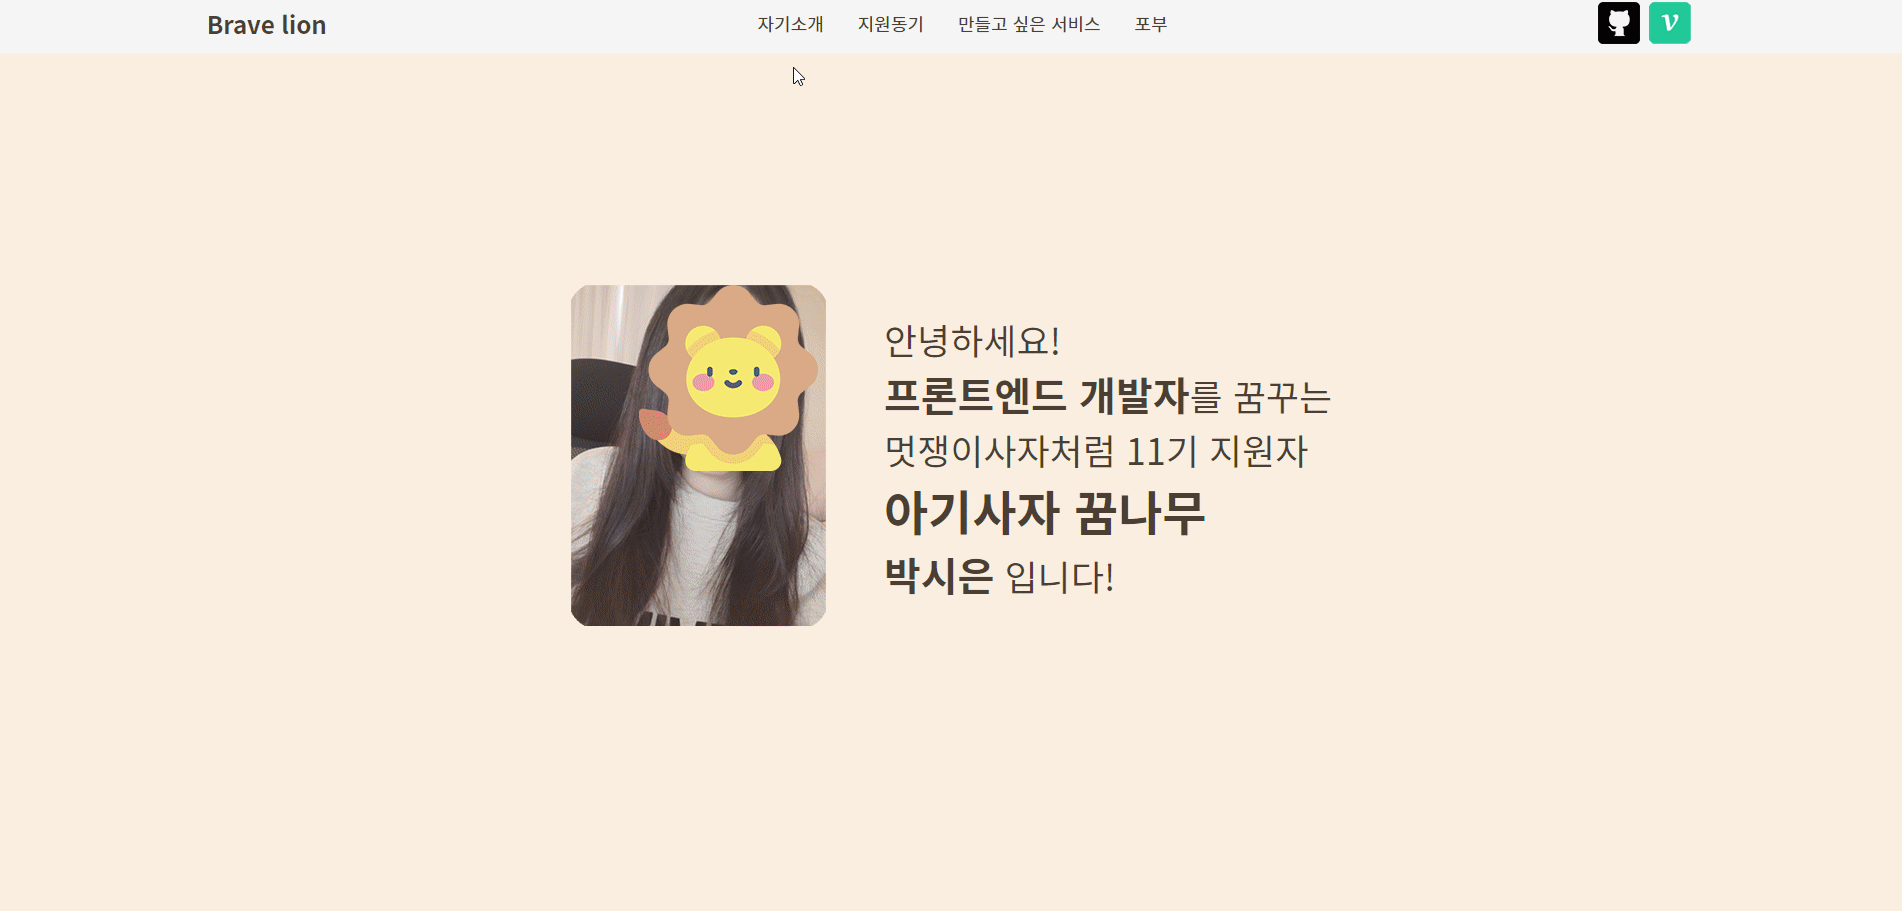 Brave lion
자기소개
지원동기
만들고 싶은 서비스
포부
v
안녕하세요!
프론트엔드 개발자를 꿈꾸는
멋쟁이사자처럼 11기 지원자
아기사자 꿈나무
박시은 입니다!